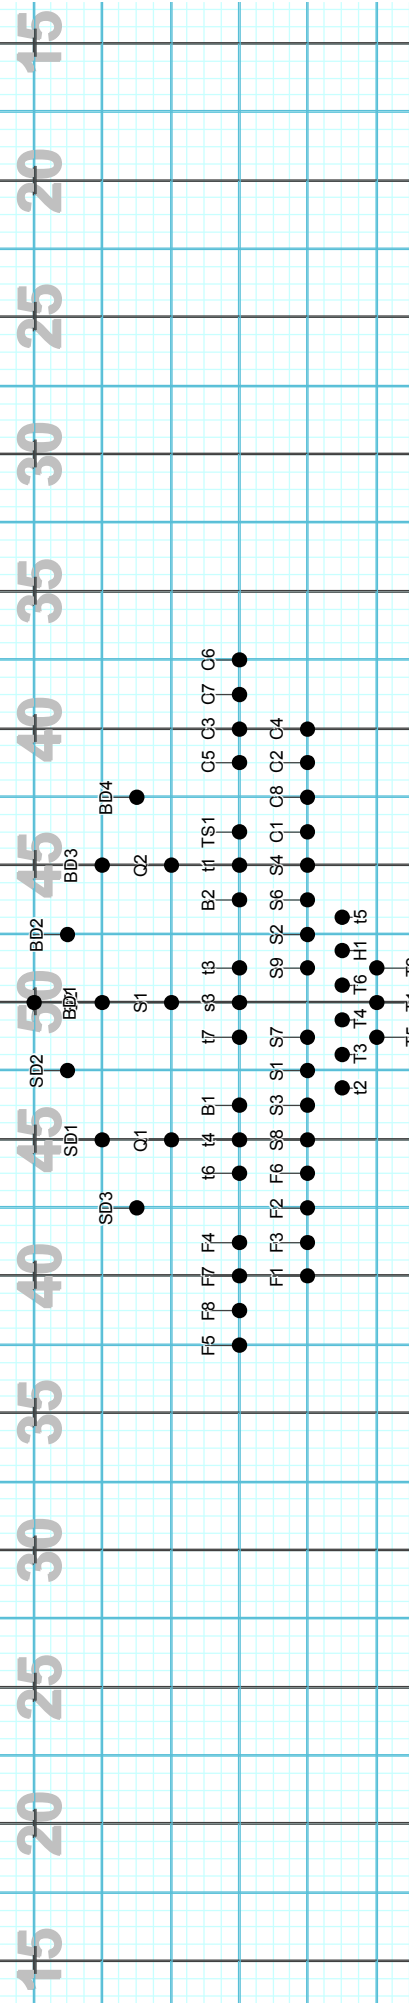 15 20 25 30 35 40 45 50 45 40 35 30 25 20 15
SD2 BD2
SD1 BD1 BD3
SD3 BD4
Q1 S1 Q2
F5 F8 F7 F4 t6 t4 B1 t7 s3 t3 B2 t1 TS1 C5 C3 C7 C6
F1 F3 F2 F6 S8 S3 S1 S7 S9 S2 S6 S4 C1 C8 C2 C4
t2 T3 T4 T6 H1 t5